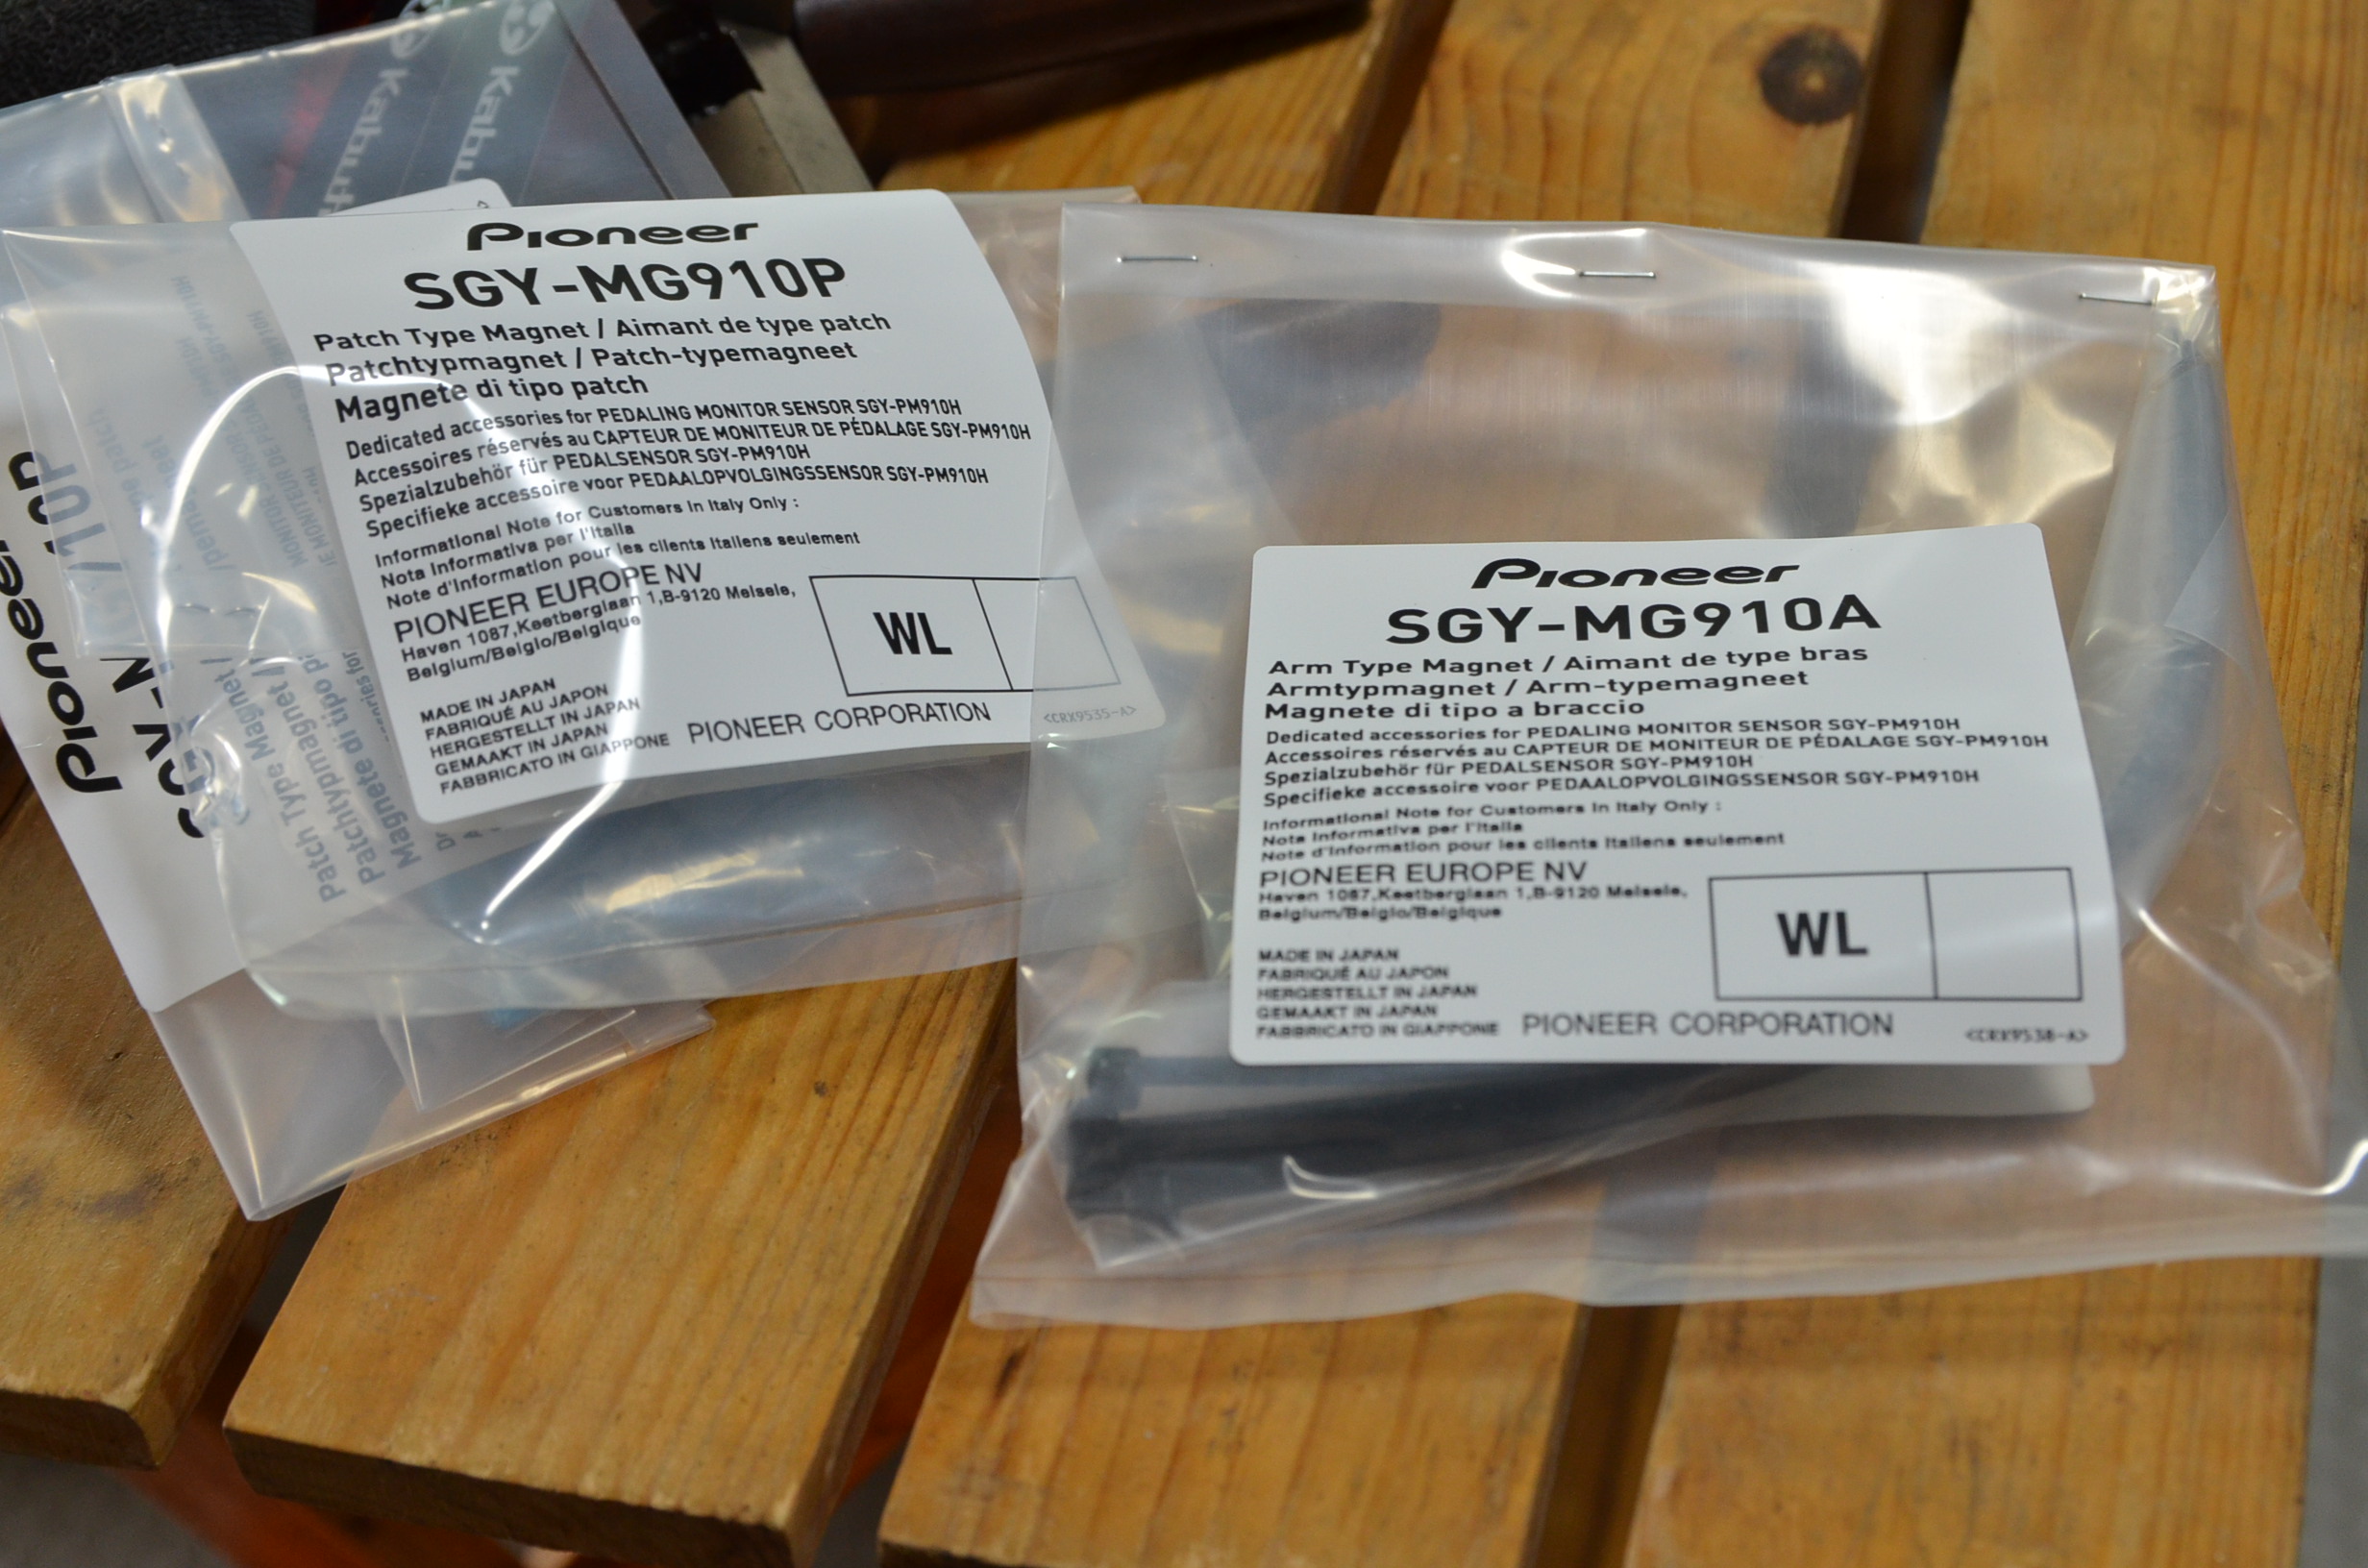 Kabuto
Kabu
Pioneer
SGY-MG910P
Patch Type Magnet / Aimant de type patch
Patchtypmagnet / Patch-typemagneet
Magnete di tipo patch
Dedicated accessories for PEDALING MONITOR SENSOR SGY-PM910H
Accessoires réservés au CAPTEUR DE MONITEUR DE PÉDALAGE SGY-PM910H
Spezialzubehör für PEDALSENSOR SGY-PM910H
Specifieke accessoire voor PEDAALOPVOLGINGSSENSOR SGY-PM910H
Informational Note for Customers in Italy Only :
Nota Informativa per l'Italia
Note d'Information pour les clients Italiens seulement
PIONEER EUROPE NV
Haven 1087,Keetberglaan 1,B-9120 Melsele,
Belgium/Belgio/Belgique
WL
MADE IN JAPAN
FABRIQUÉ AU JAPON
HERGESTELLT IN JAPAN
GEMAAKT IN JAPAN
FABBRICATO IN GIAPPONE
PIONEER CORPORATION
<CRX9535-A>
Pioneer
10P
Patch Type Magnet /
Patchtypmagnet /
Magnete di tipo
Pioneer
SGY-MG910A
Arm Type Magnet / Aimant de type bras
Armtypmagnet / Arm-typemagneet
Magnete di tipo a braccio
Dedicated accessories for PEDALING MONITOR SENSOR SGY-PM910H
Accessoires réservés au CAPTEUR DE MONITEUR DE PÉDALAGE SGY-PM910H
Spezialzubehör für PEDALSENSOR SGY-PM910H
Specifieke accessoire voor PEDAALOPVOLGINGSSENSOR SGY-PM910H
Informational Note for Customers in Italy Only :
Nota Informativa per l'Italia
Note d'Information pour les clients Italiens seulement
PIONEER EUROPE NV
Haven 1087,Keetberglaan 1,B-9120 Melsele,
Belgium/Belgio/Belgique
WL
MADE IN JAPAN
FABRIQUÉ AU JAPON
HERGESTELLT IN JAPAN
GEMAAKT IN JAPAN
FABBRICATO IN GIAPPONE
PIONEER CORPORATION
<CRX9536-A>